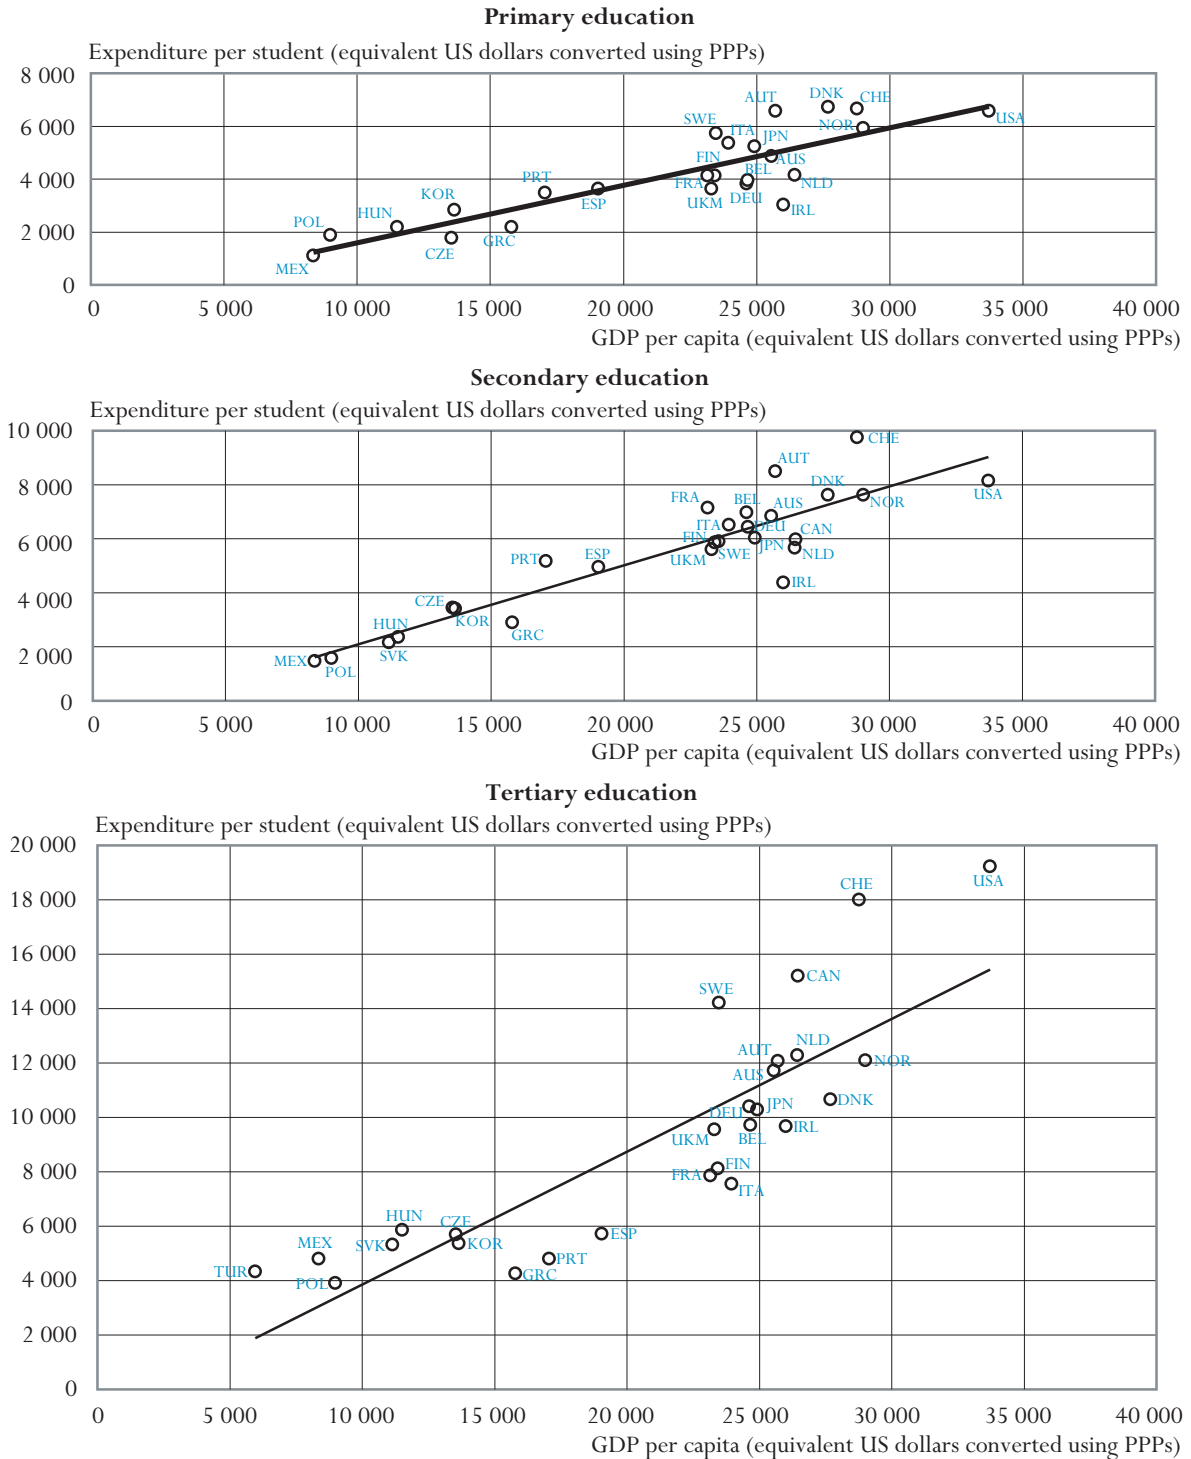 Primary education
Expenditure per student (equivalent US dollars converted using PPPs)
8 000
6 000
4 000
2 000
0
DNK
CHE
AUT
USA
SWE
NOR
ITA
JPN
FIN
AUS
BEL
PRT
FRA
NLD
KOR
ESP
UKM
DEU
IRL
HUN
POL
GRC
CZE
MEX
0 5 000 10 000 15 000 20 000 25 000 30 000 35 000 40 000
GDP per capita (equivalent US dollars converted using PPPs)
Secondary education
Expenditure per student (equivalent US dollars converted using PPPs)
10 000
8 000
6 000
4 000
2 000
0
CHE
AUT
DNK
USA
FRA
BEL
AUS
NOR
ITA
DEU
CAN
FIN
JPN
PRT
ESP
UKM
SWE
NLD
IRL
CZE
HUN
KOR
GRC
SVK
MEX
POL
0 5 000 10 000 15 000 20 000 25 000 30 000 35 000 40 000
GDP per capita (equivalent US dollars converted using PPPs)
Tertiary education
Expenditure per student (equivalent US dollars converted using PPPs)
20 000
18 000
16 000
14 000
12 000
10 000
8 000
6 000
4 000
2 000
0
CHE
USA
CAN
SWE
NLD
AUT
NOR
AUS
DEU
JPN
DNK
UKM
BEL
IRL
FIN
FRA
ITA
HUN
CZE
ESP
MEX
SVK
KOR
PRT
TUR
POL
GRC
0 5 000 10 000 15 000 20 000 25 000 30 000 35 000 40 000
GDP per capita (equivalent US dollars converted using PPPs)